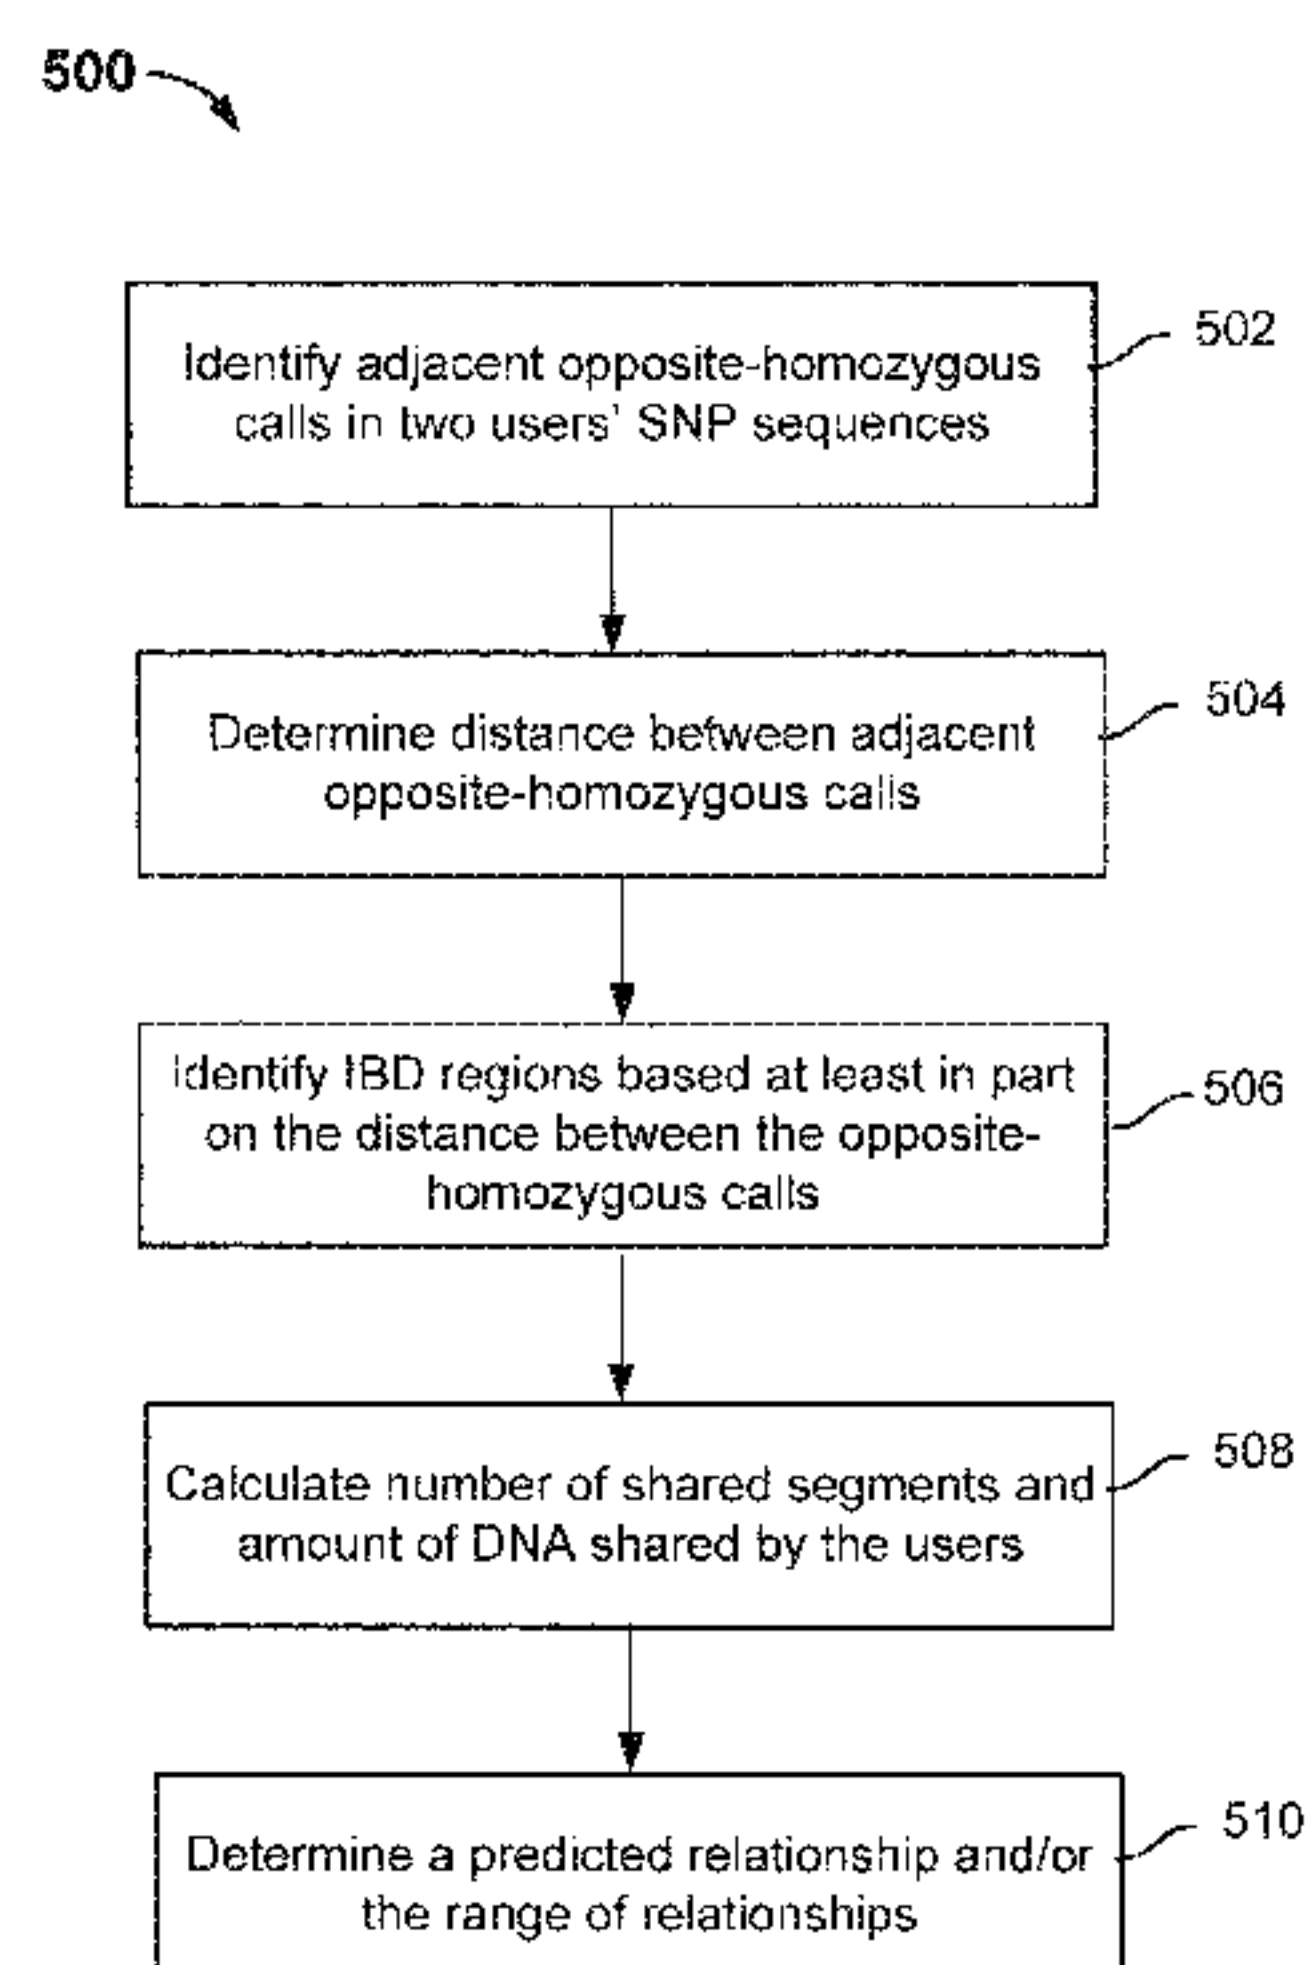 500
Identify adjacent opposite-homozygous
calls in two users' SNP sequences
502
Determine distance between adjacent
opposite-homozygous calls
504
Identify IBD regions based at least in part
on the distance between the opposite-
homozygous calls
506
Calculate number of shared segments and
amount of DNA shared by the users
508
Determine a predicted relationship and/or
the range of relationships
510